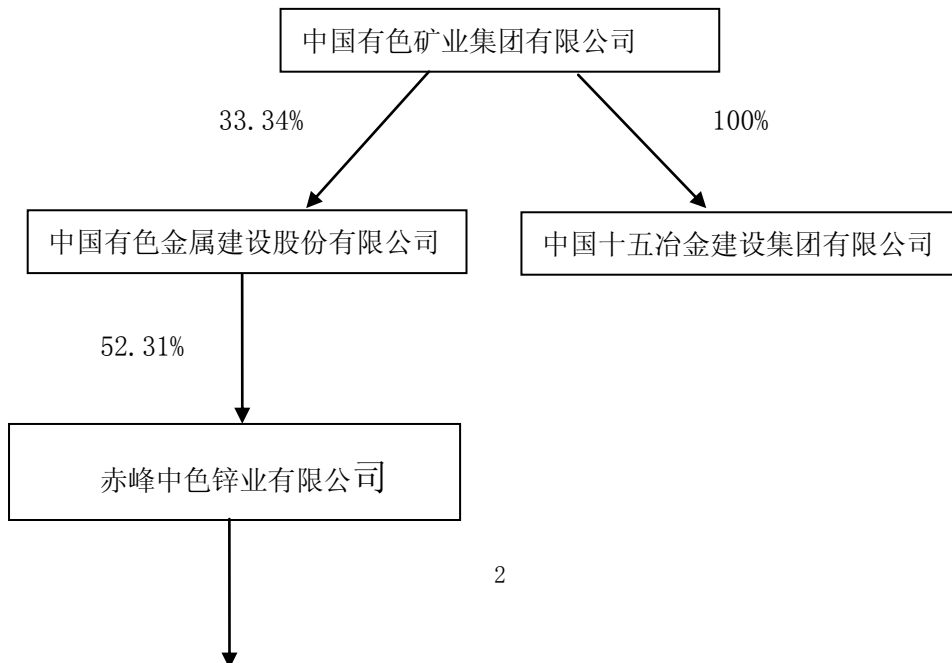 中国有色矿业集团有限公司
33.34%
100%
中国有色金属建设股份有限公司
中国十五冶金建设集团有限公司
52.31%
赤峰中色锌业有限公司
2